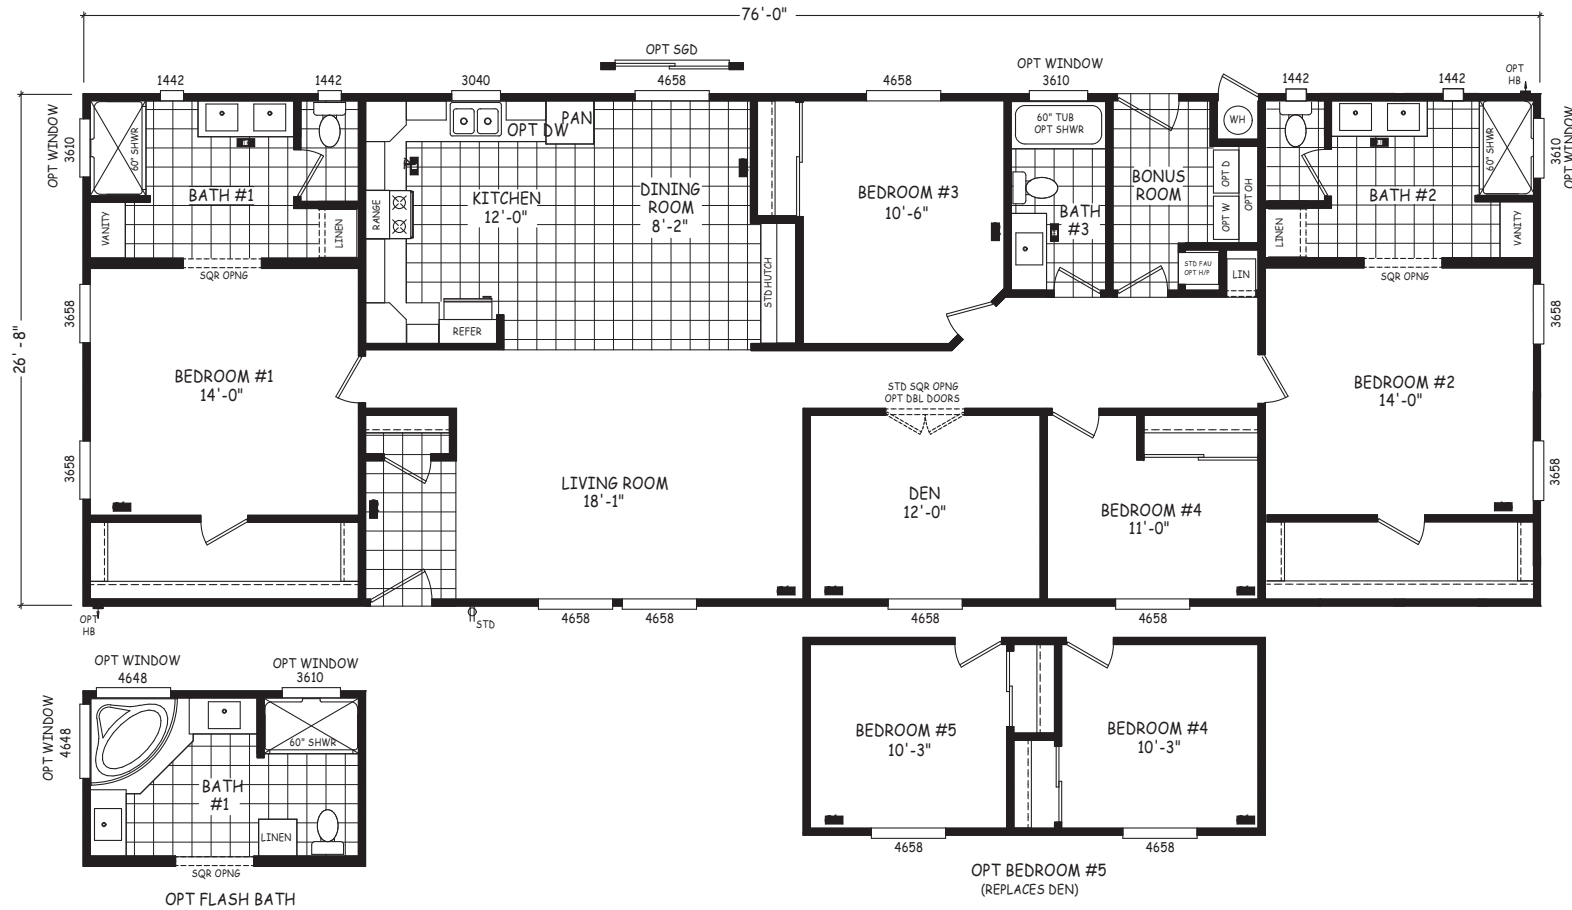 76'-0"
OPT SGD
1442
1442
3040
4658
4658
OPT WINDOW
3610
1442
1442
OPT
HB
OPT WINDOW
3610
60" SHWR
BATH #1
VANITY
LINEN
SQR OPNG
RANGE
OPT DW
PAN
KITCHEN
12'-0"
DINING
ROOM
8'-2"
STD HUTCH
REFER
BEDROOM #3
10'-6"
60" TUB
OPT SHWR
BATH
#3
BONUS
ROOM
WH
OPT D
OPT W
OPT OH
STD FAU
OPT H/P
LIN
LINEN
BATH #2
60" SHWR
VANITY
SQR OPNG
3610
OPT WINDOW
26'-8"
3658
3658
BEDROOM #1
14'-0"
LIVING ROOM
18'-1"
STD SQR OPNG
OPT DBL DOORS
DEN
12'-0"
BEDROOM #4
11'-0"
BEDROOM #2
14'-0"
3658
3658
OPT
HB
STD
4658
4658
4658
4658
OPT WINDOW
4648
OPT WINDOW
3610
OPT WINDOW
4648
60" SHWR
BATH
#1
LINEN
SQR OPNG
OPT FLASH BATH
BEDROOM #5
10'-3"
BEDROOM #4
10'-3"
4658
4658
OPT BEDROOM #5
(REPLACES DEN)